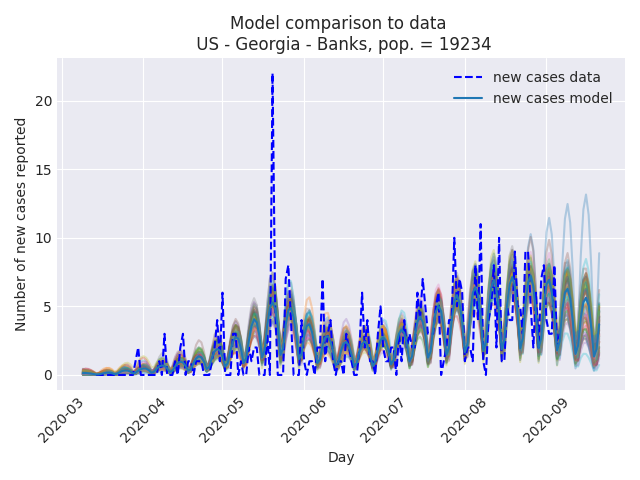 Model comparison to data
US - Georgia - Banks, pop. = 19234
new cases data
new cases model
Number of new cases reported
20
15
10
5
0
2020-03
2020-04
2020-05
2020-06
2020-07
2020-08
2020-09
Day